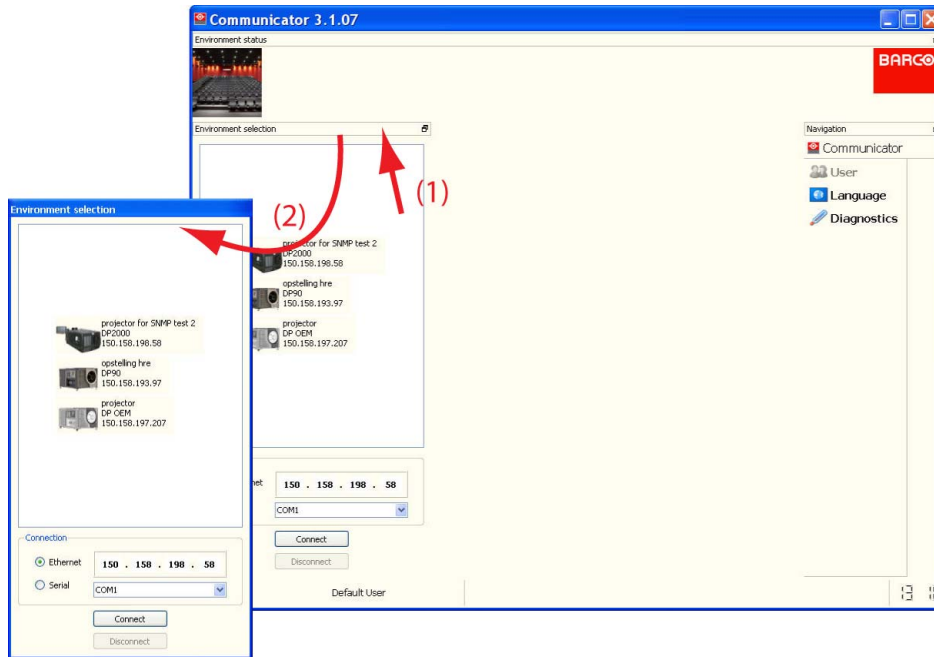 Communicator 3.1.07
Environment status
BARCO
Environment selection
Navigation
Communicator
User
Language
Diagnostics
(1)
(2)
projector for SNMP test 2
DP2000
150.158.198.58
opstelling hre
DP90
150.158.193.97
projector
DP OEM
150.158.197.207
150 . 158 . 198 . 58
COM1
Connect
Disconnect
Default User
Environment selection
projector for SNMP test 2
DP2000
150.158.198.58
opstelling hre
DP90
150.158.193.97
projector
DP OEM
150.158.197.207
Connection
Ethernet
150 . 158 . 198 . 58
Serial
COM1
Connect
Disconnect